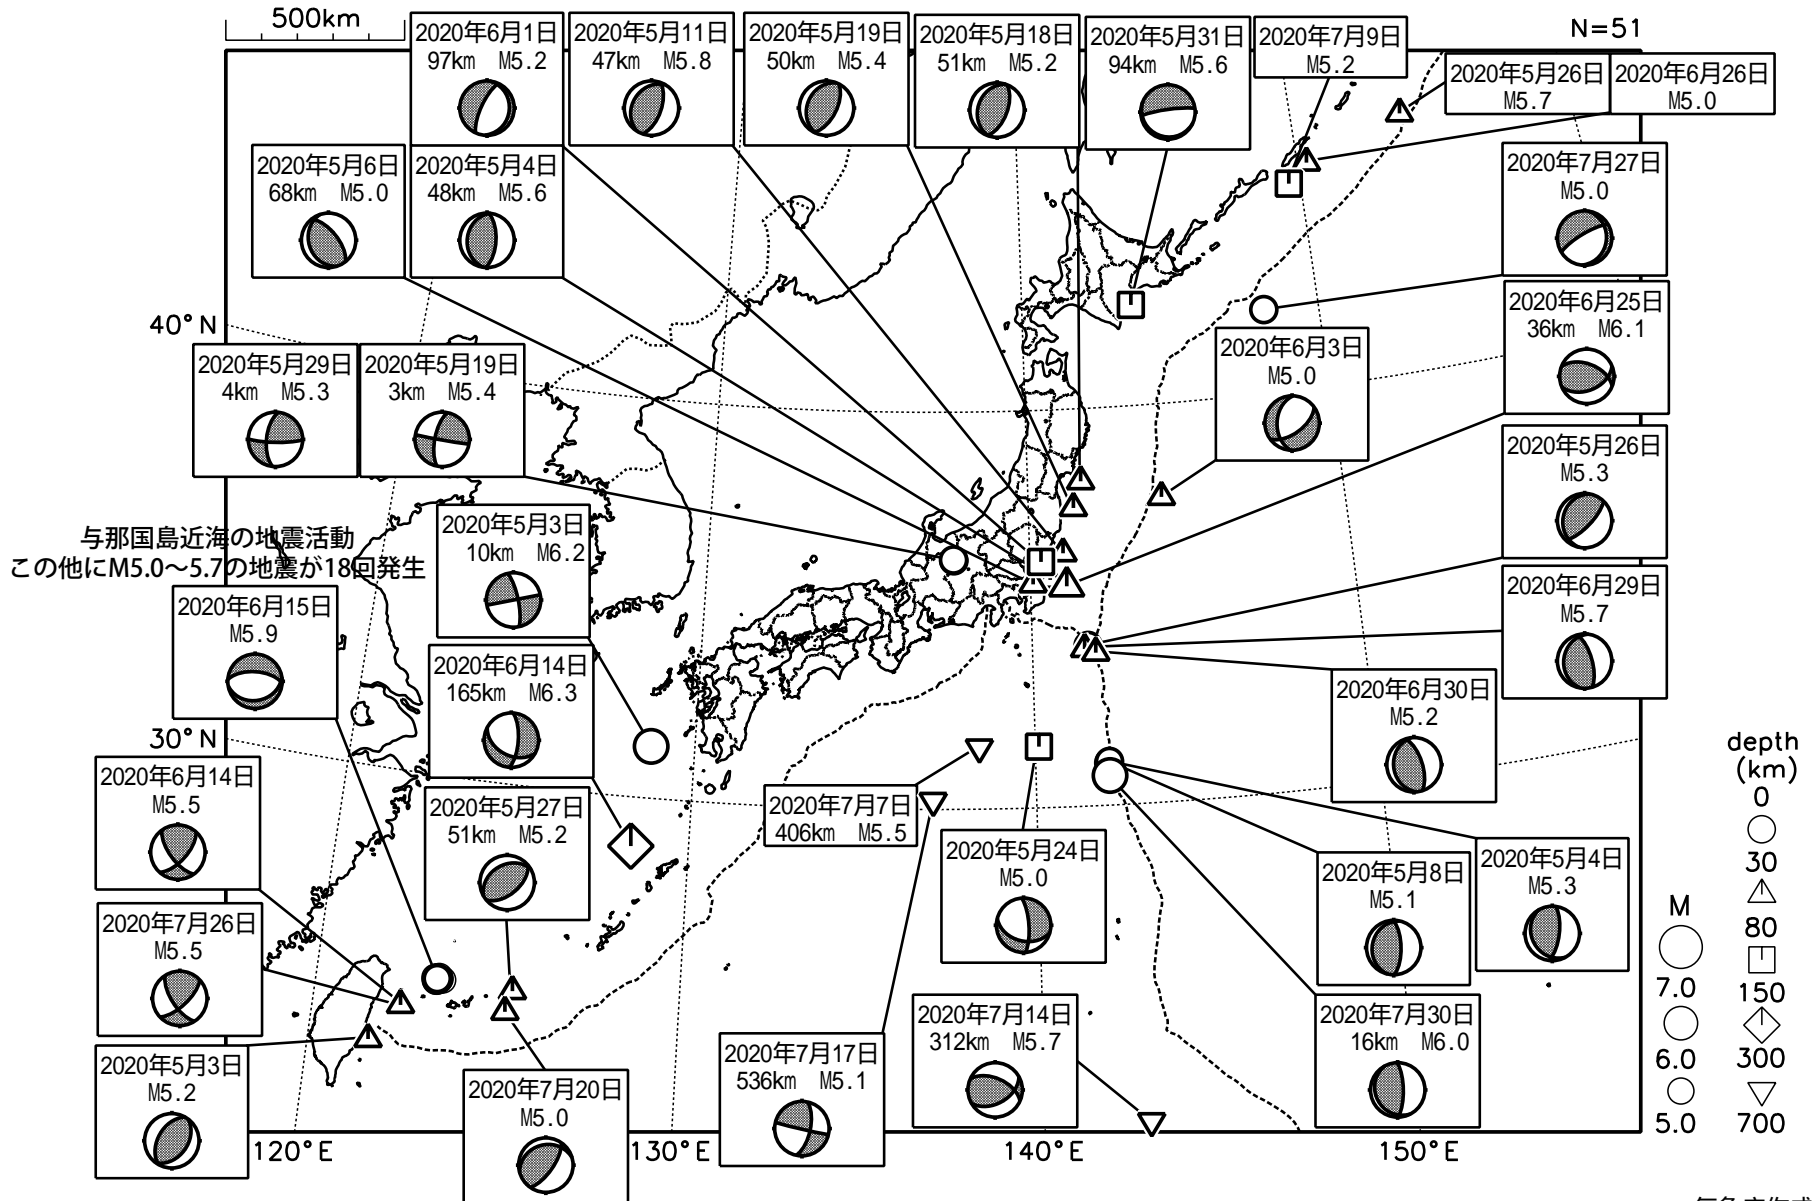 500km
N=51
2020年6月1日
97km M5.2
2020年5月11日
47km M5.8
2020年5月19日
50km M5.4
2020年5月18日
51km M5.2
2020年5月31日
94km M5.6
2020年7月9日
M5.2
2020年5月26日
M5.7
2020年6月26日
M5.0
2020年5月6日
68km M5.0
2020年5月4日
48km M5.6
2020年7月27日
M5.0
2020年6月25日
36km M6.1
40°N
2020年5月29日
4km M5.3
2020年5月19日
3km M5.4
2020年6月3日
M5.0
2020年5月26日
M5.3
与那国島近海の地震活動
この他にM5.0～5.7の地震が18回発生
2020年5月3日
10km M6.2
2020年6月15日
M5.9
2020年6月29日
M5.7
2020年6月14日
165km M6.3
2020年6月30日
M5.2
30°N
2020年6月14日
M5.5
2020年5月27日
51km M5.2
2020年7月7日
406km M5.5
2020年5月24日
M5.0
2020年5月8日
M5.1
2020年5月4日
M5.3
2020年7月26日
M5.5
2020年7月14日
312km M5.7
2020年7月30日
16km M6.0
2020年5月3日
M5.2
2020年7月20日
M5.0
2020年7月17日
536km M5.1
120°E
130°E
140°E
150°E
M
7.0
6.0
5.0
depth
(km)
0
30
80
150
300
700